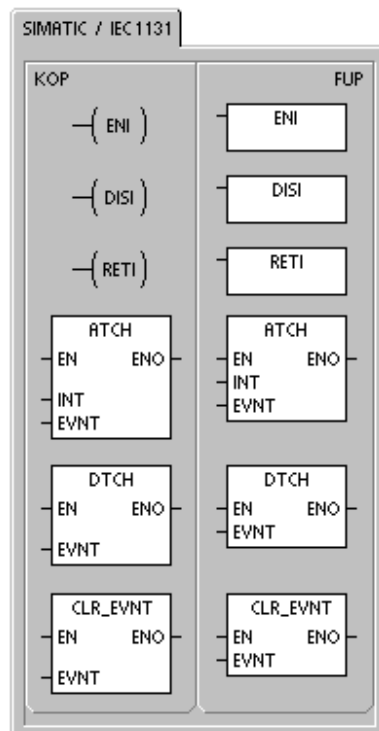 SIMATIC / IEC1131
KOP FUP
ENI ENI
DISI DISI
RETI RETI
ATCH ATCH
EN ENO EN ENO
INT INT
EVNT EVNT
DTCH DTCH
EN ENO EN ENO
EVNT EVNT
CLR_EVNT CLR_EVNT
EN ENO EN ENO
EVNT EVNT